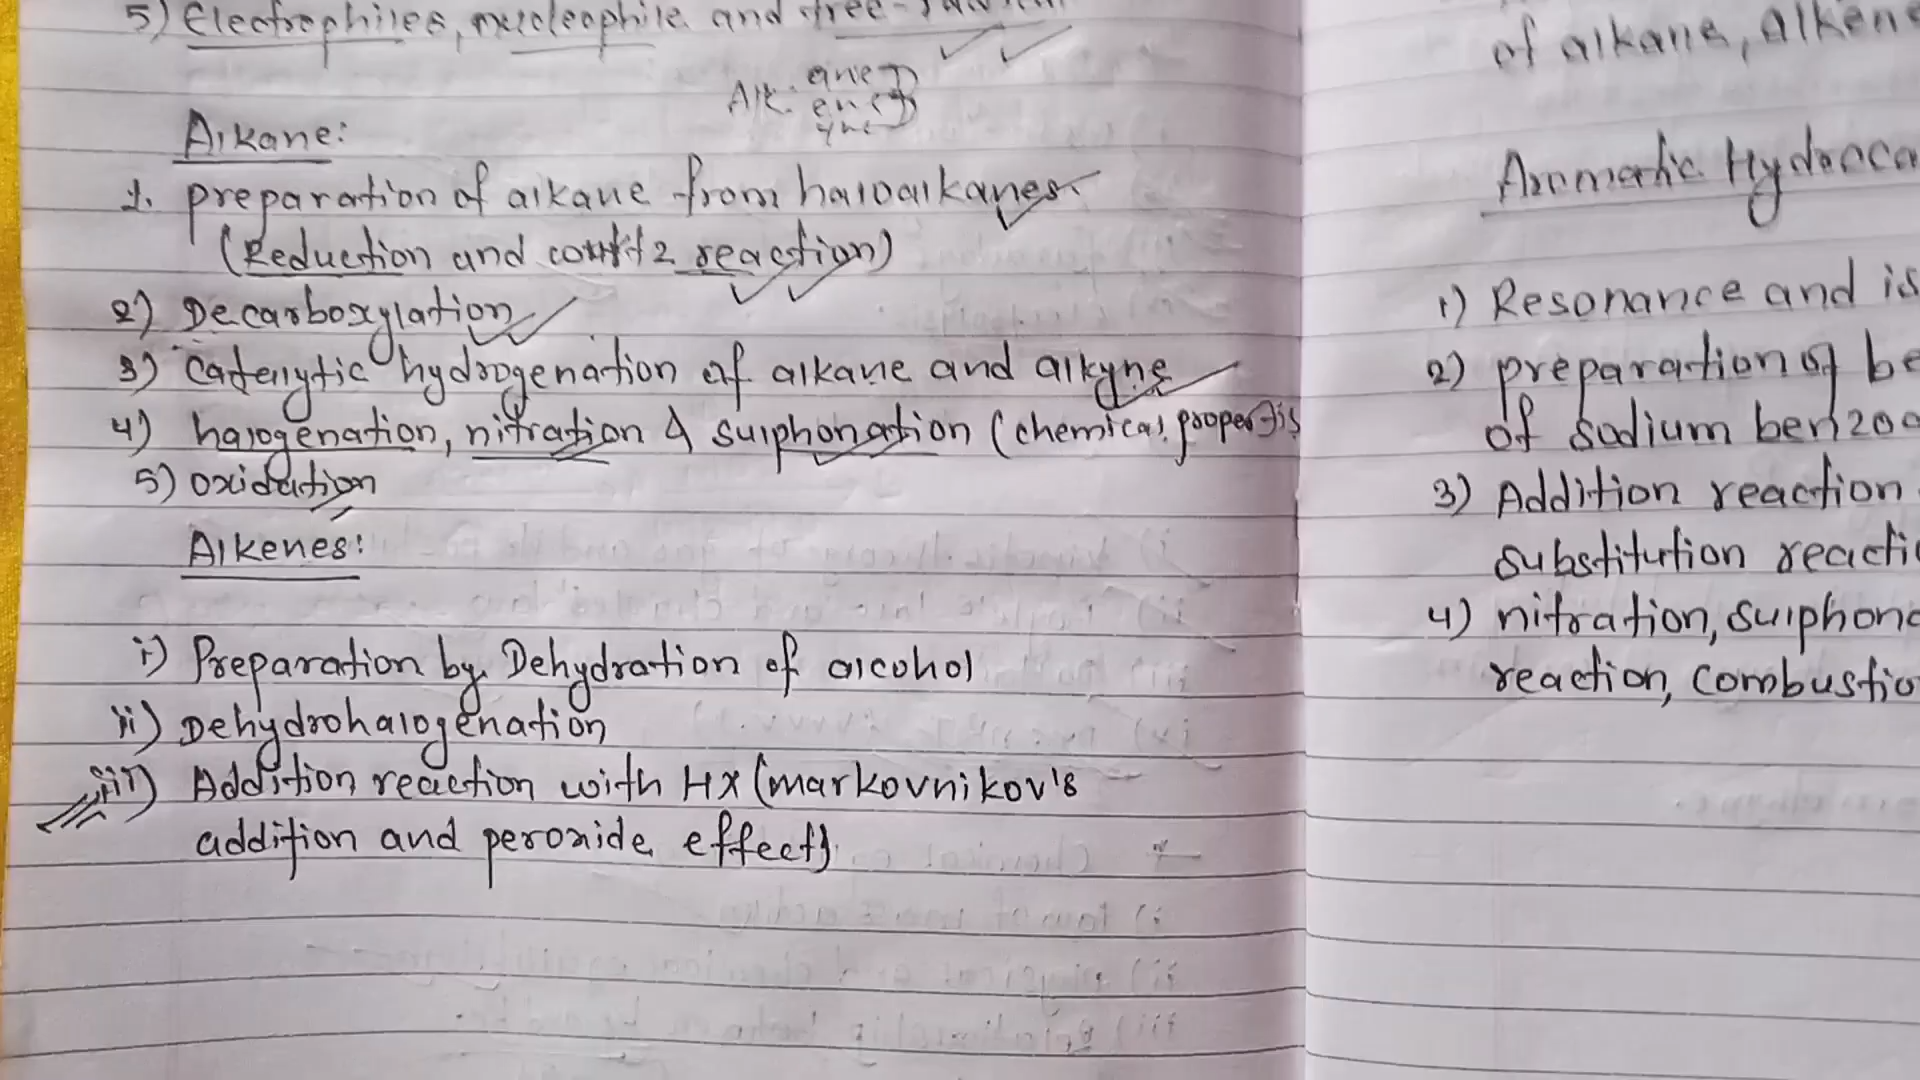 5) Electrophiles, nucleophile and free-
Alk. ane
ene
yne
Alkane:
1. preparation of alkane from haloalkanes
(Reduction and wurtz reaction)
2) Decarboxylation
3) Catalytic hydrogenation of alkane and alkyne
4) halogenation, nitration & sulphonation (chemical properties
5) oxidation
Alkenes:
i) Preparation by Dehydration of alcohol
ii) Dehydrohalogenation
iii) Addition reaction with HX (markovnikov's
addition and peroxide effect)
of alkane, alkene
Aromatic Hydroca
1) Resonance and is
2) preparation of be
of sodium benzoa
3) Addition reaction
substitution reacti
4) nitration, sulphona
reaction, combustio